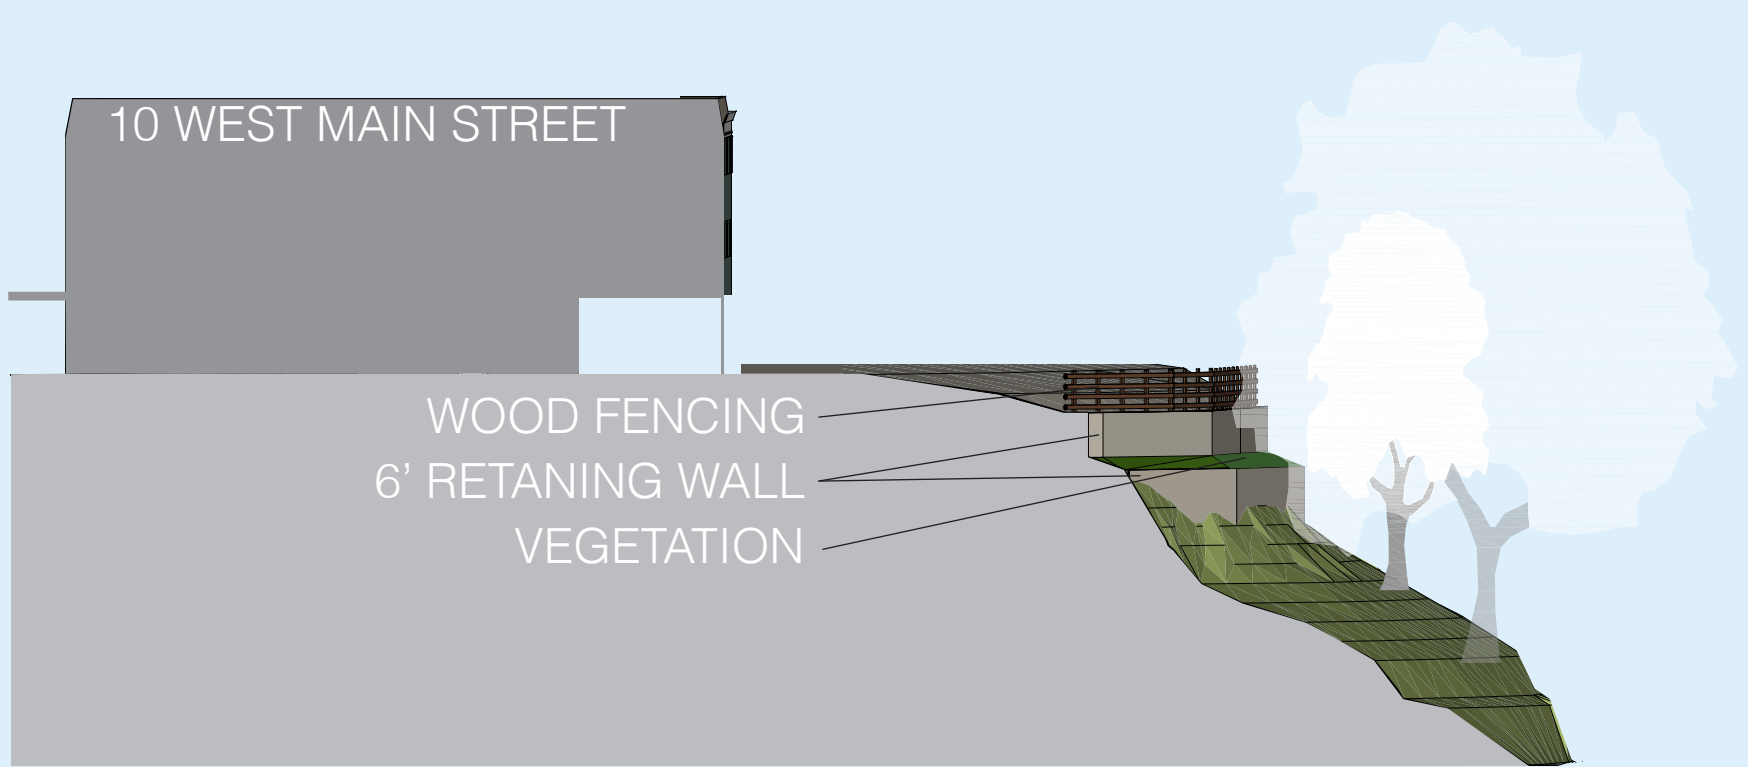 10 WEST MAIN STREET
WOOD FENCING
6’ RETANING WALL
VEGETATION